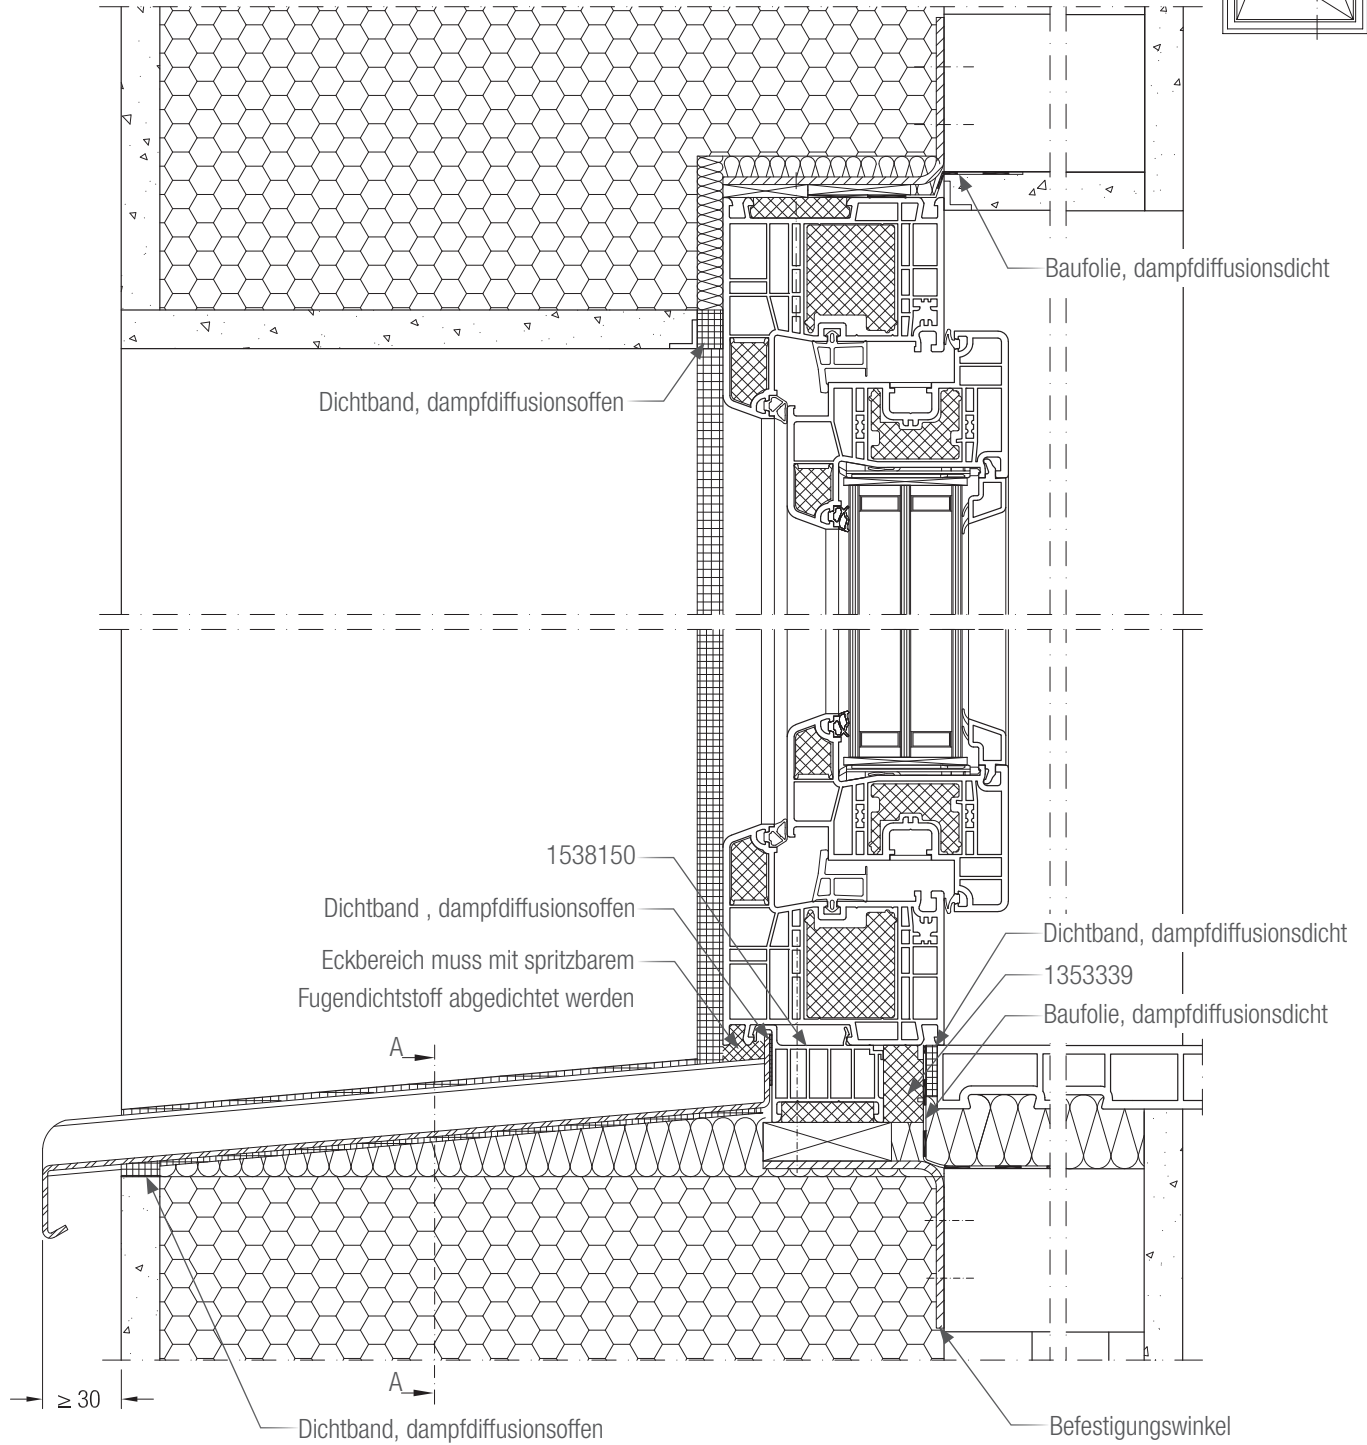 Baufolie, dampfdiffusionsdicht
Dichtband, dampfdiffusionsoffen
1538150
Dichtband , dampfdiffusionsoffen
Eckbereich muss mit spritzbarem
Fugendichtstoff abgedichtet werden
Dichtband, dampfdiffusionsdicht
1353339
Baufolie, dampfdiffusionsdicht
A
A
≥ 30
Dichtband, dampfdiffusionsoffen
Befestigungswinkel